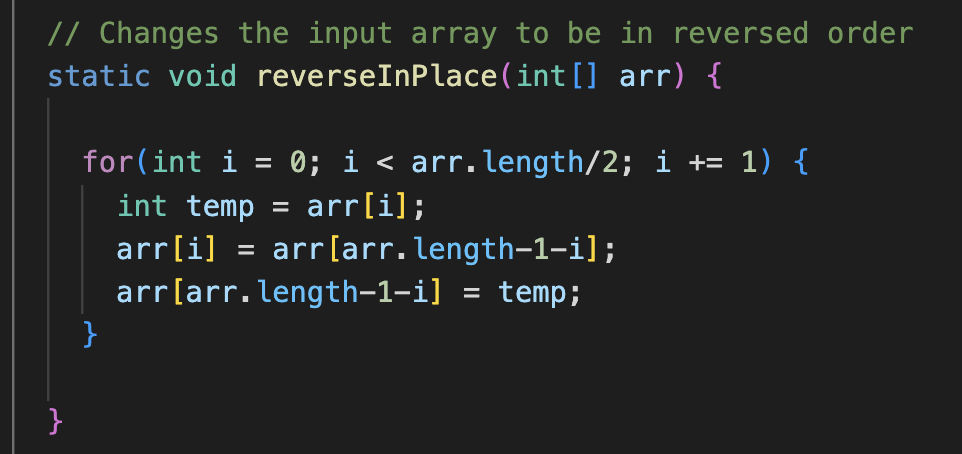 // Changes the input array to be in reversed order
static void reverseInPlace(int[] arr) {
for(int i = 0; i < arr.length/2; i += 1) {
int temp = arr[i];
arr[i] = arr[arr.length-1-i];
arr[arr.length-1-i] = temp;
}
}